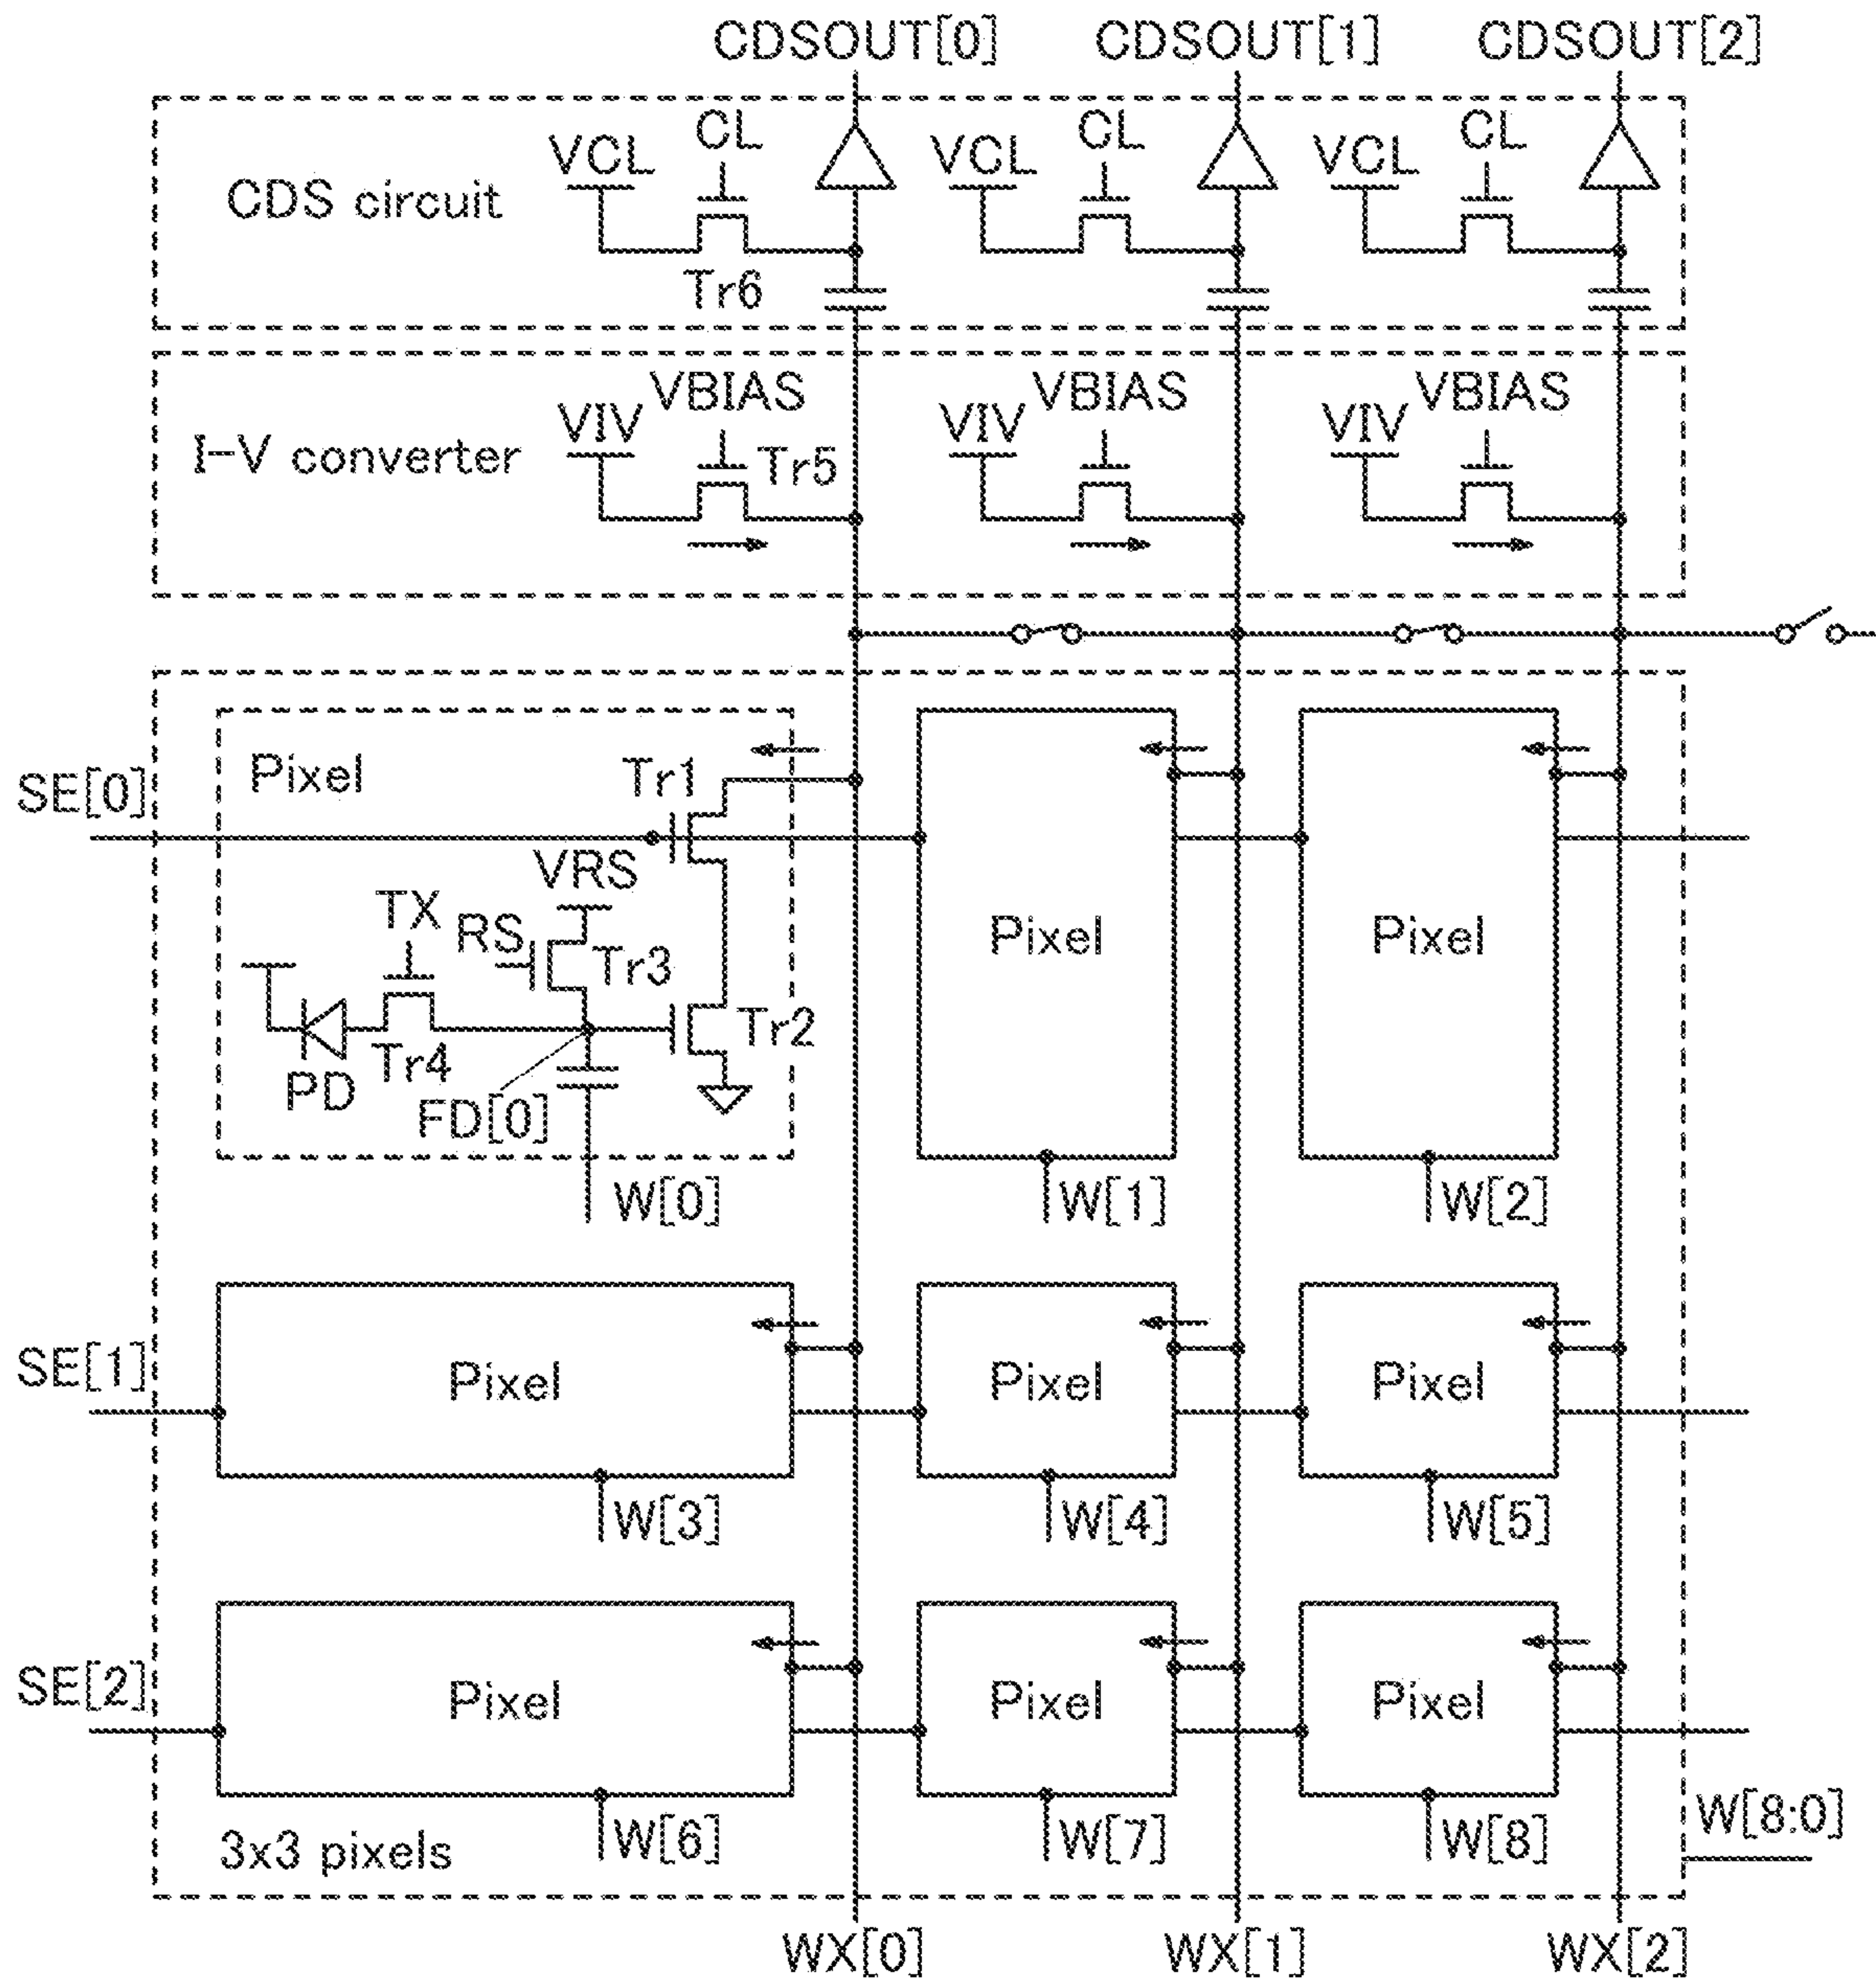 CDSOUT[0] CDSOUT[1] CDSOUT[2]
CL CL CL
VCL VCL VCL
CDS circuit
Tr6
VBIAS VBIAS VBIAS
VIV VIV VIV
I-V converter Tr5
Pixel Tr1
SE[0]
VRS
TX RS Tr3
Pixel Pixel
Tr2
Tr4
PD FD[0]
W[0] W[1] W[2]
SE[1] Pixel Pixel Pixel
W[3] W[4] W[5]
SE[2] Pixel Pixel Pixel
W[8:0]
3x3 pixels W[6] W[7] W[8]
WX[0] WX[1] WX[2]